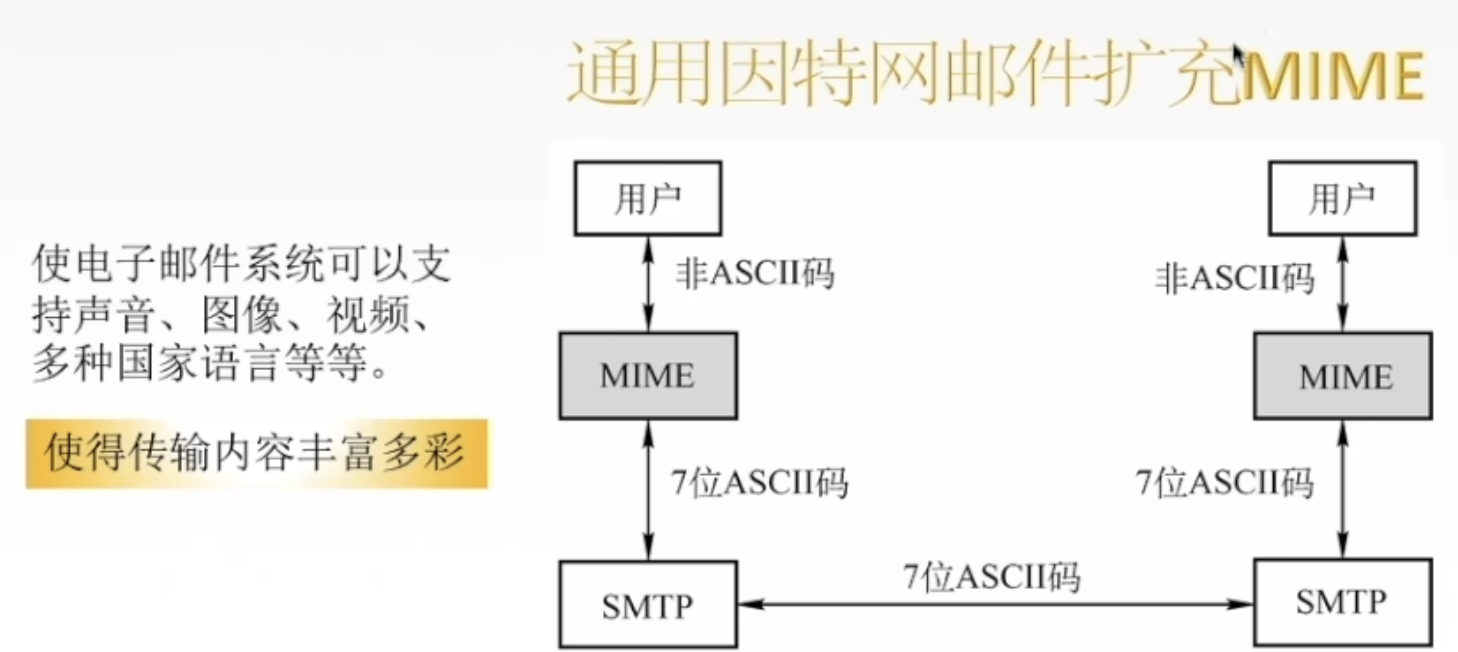 通用因特网邮件扩充MIME
使电子邮件系统可以支
持声音、图像、视频、
多种国家语言等等。
使得传输内容丰富多彩
用户
用户
非ASCII码
非ASCII码
MIME
MIME
7位ASCII码
7位ASCII码
7位ASCII码
SMTP
SMTP